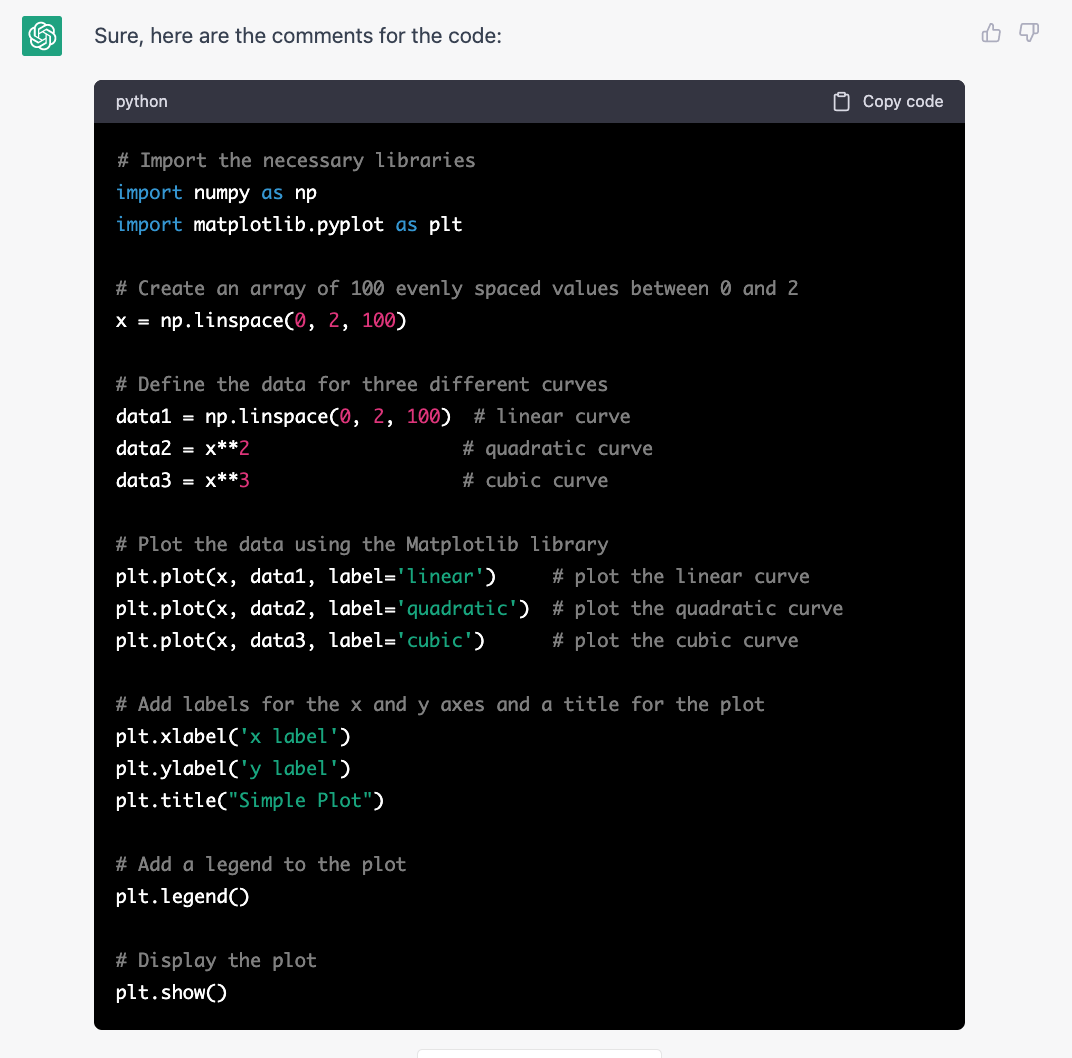 Sure, here are the comments for the code:
python Copy code
# Import the necessary libraries
import numpy as np
import matplotlib.pyplot as plt
# Create an array of 100 evenly spaced values between 0 and 2
x = np.linspace(0, 2, 100)
# Define the data for three different curves
data1 = np.linspace(0, 2, 100)  # linear curve
data2 = x**2                   # quadratic curve
data3 = x**3                   # cubic curve
# Plot the data using the Matplotlib library
plt.plot(x, data1, label='linear')     # plot the linear curve
plt.plot(x, data2, label='quadratic')  # plot the quadratic curve
plt.plot(x, data3, label='cubic')      # plot the cubic curve
# Add labels for the x and y axes and a title for the plot
plt.xlabel('x label')
plt.ylabel('y label')
plt.title("Simple Plot")
# Add a legend to the plot
plt.legend()
# Display the plot
plt.show()